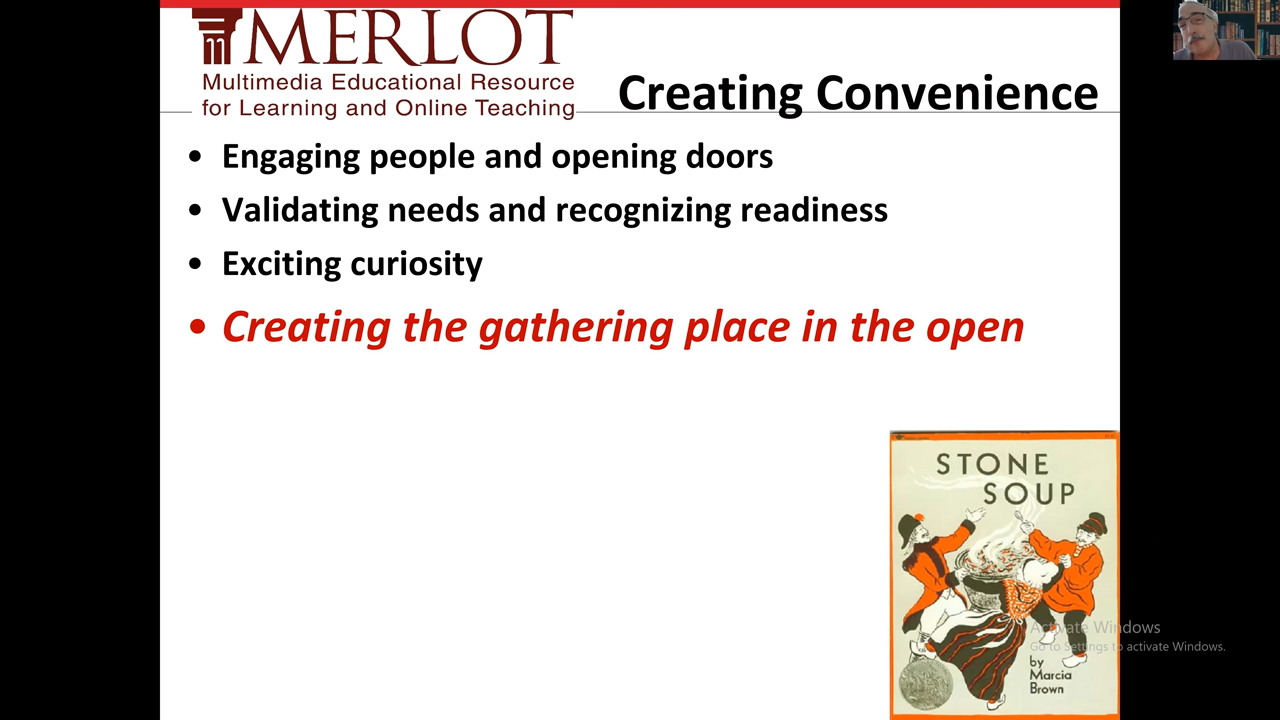 MERLOT
Multimedia Educational Resource
for Learning and Online Teaching
Creating Convenience
• Engaging people and opening doors
• Validating needs and recognizing readiness
• Exciting curiosity
• Creating the gathering place in the open
STONE
SOUP
by
Marcia
Brown
Activate Windows
Go to Settings to activate Windows.